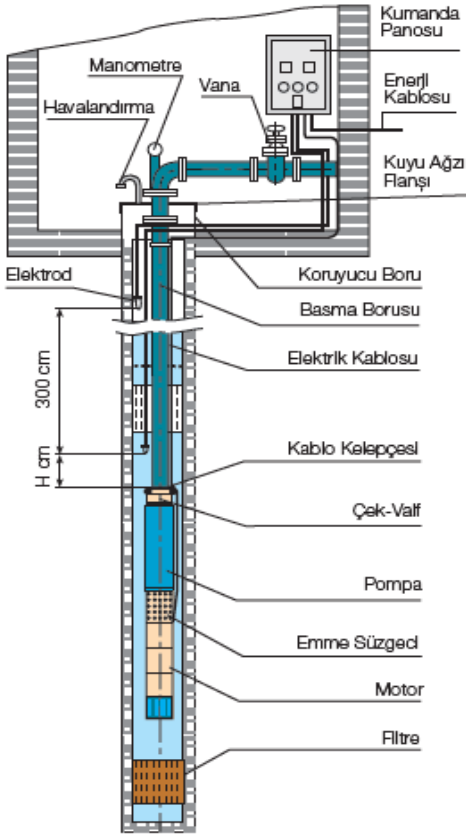 Kumanda
Panosu
Manometre
Vana
Enerji
Kablosu
Havalandırma
Kuyu Ağzı
Flanşı
Elektrod
Koruyucu Boru
Basma Borusu
Elektrik Kablosu
300 cm
Kablo Kelepçesi
H cm
Çek-Valf
Pompa
Emme Süzgeci
Motor
Filtre